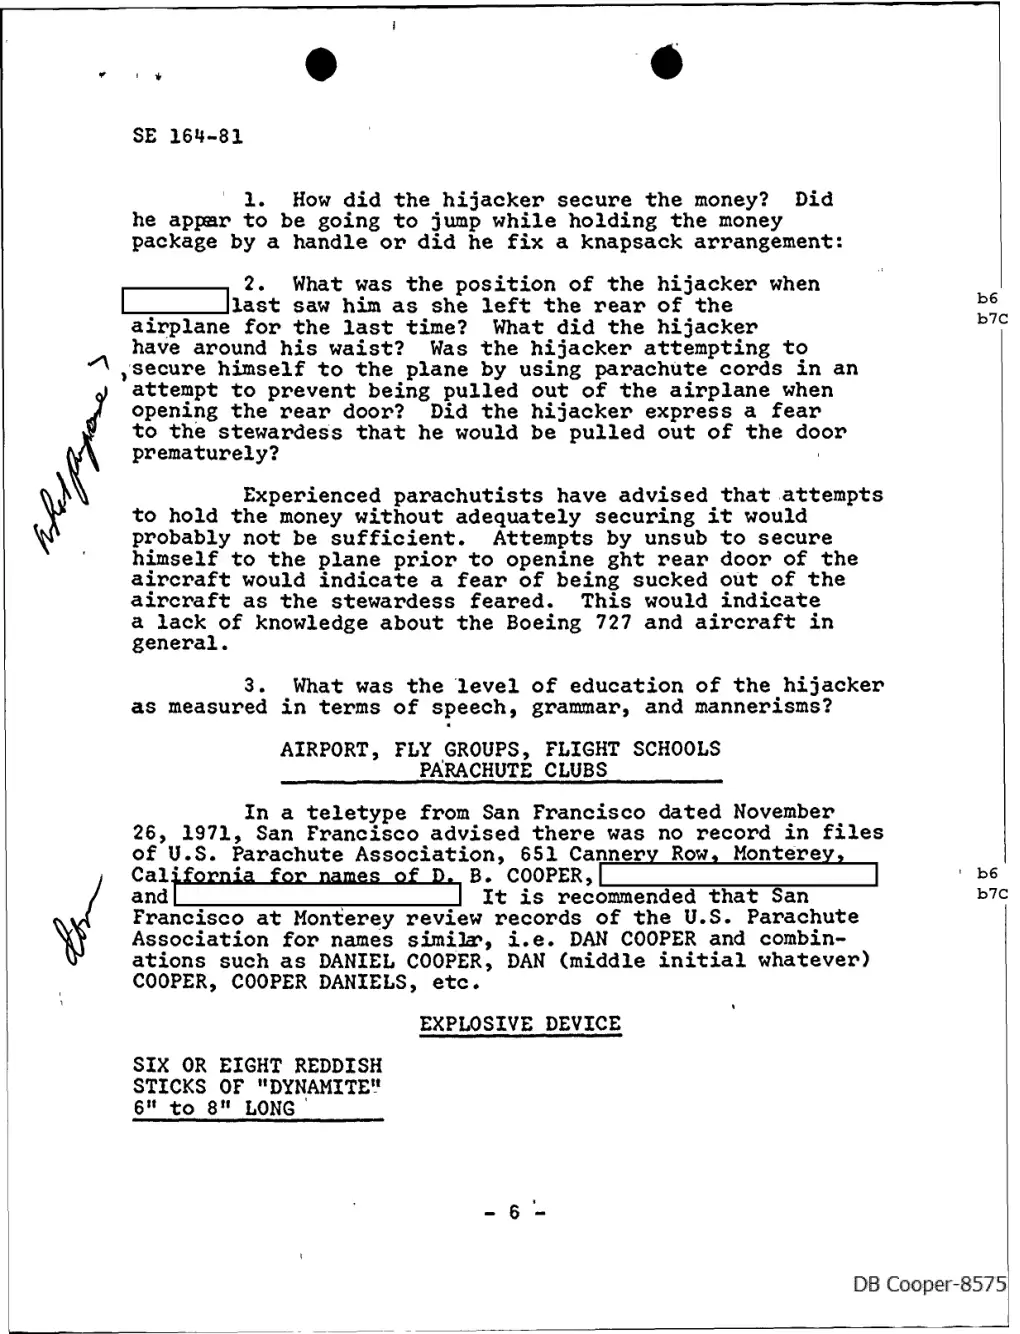 SE 164-81
1. How did the hijacker secure the money? Did
he appear to be going to jump while holding the money
package by a handle or did he fix a knapsack arrangement:
2. What was the position of the hijacker when
last saw him as she left the rear of the
b6
b7C
airplane for the last time? What did the hijacker
have around his waist? Was the hijacker attempting to
secure himself to the plane by using parachute cords in an
attempt to prevent being pulled out of the airplane when
opening the rear door? Did the hijacker express a fear
to the stewardess that he would be pulled out of the door
prematurely?
what purpose?
Experienced parachutists have advised that attempts
to hold the money without adequately securing it would
probably not be sufficient. Attempts by unsub to secure
himself to the plane prior to openine ght rear door of the
aircraft would indicate a fear of being sucked out of the
aircraft as the stewardess feared. This would indicate
a lack of knowledge about the Boeing 727 and aircraft in
general.
3. What was the level of education of the hijacker
as measured in terms of speech, grammar, and mannerisms?
AIRPORT, FLY GROUPS, FLIGHT SCHOOLS
PARACHUTE CLUBS
In a teletype from San Francisco dated November
26, 1971, San Francisco advised there was no record in files
of U.S. Parachute Association, 651 Cannery Row, Monterey,
California for names of D. B. COOPER,
b6
and It is recommended that San
b7C
Francisco at Monterey review records of the U.S. Parachute
Association for names similar, i.e. DAN COOPER and combin-
ations such as DANIEL COOPER, DAN (middle initial whatever)
COOPER, COOPER DANIELS, etc.
EXPLOSIVE DEVICE
SIX OR EIGHT REDDISH
STICKS OF "DYNAMITE"
6" to 8" LONG
- 6 -
DB Cooper-8575